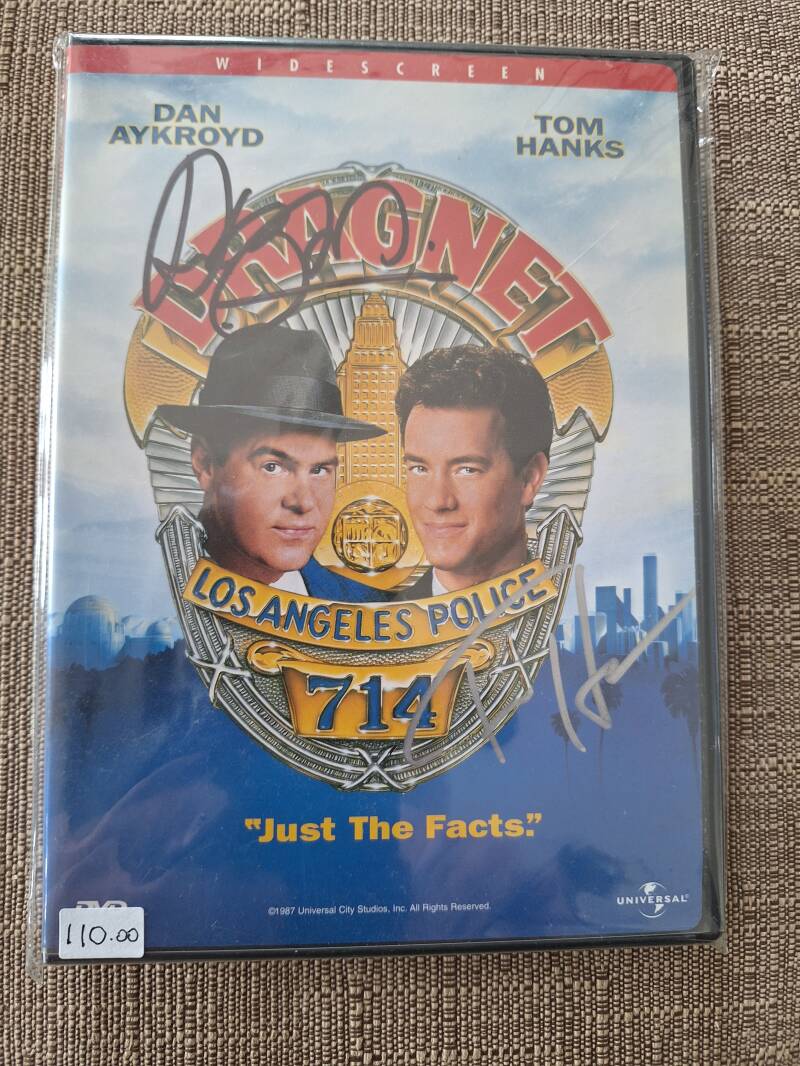 WIDESCREEN
DAN
AYKROYD
TOM
HANKS
DRAGNET
LOS ANGELES POLICE
714
"Just The Facts."
©1987 Universal City Studios, Inc. All Rights Reserved.
UNIVERSAL
110.00